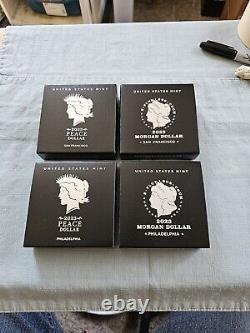 UNITED STATES MINT
2023
PEACE
DOLLAR
SAN FRANCISCO
UNITED STATES MINT
2023
MORGAN DOLLAR
• SAN FRANCISCO •
UNITED STATES MINT
2023
PEACE
DOLLAR
PHILADELPHIA
UNITED STATES MINT
2023
MORGAN DOLLAR
• PHILADELPHIA •